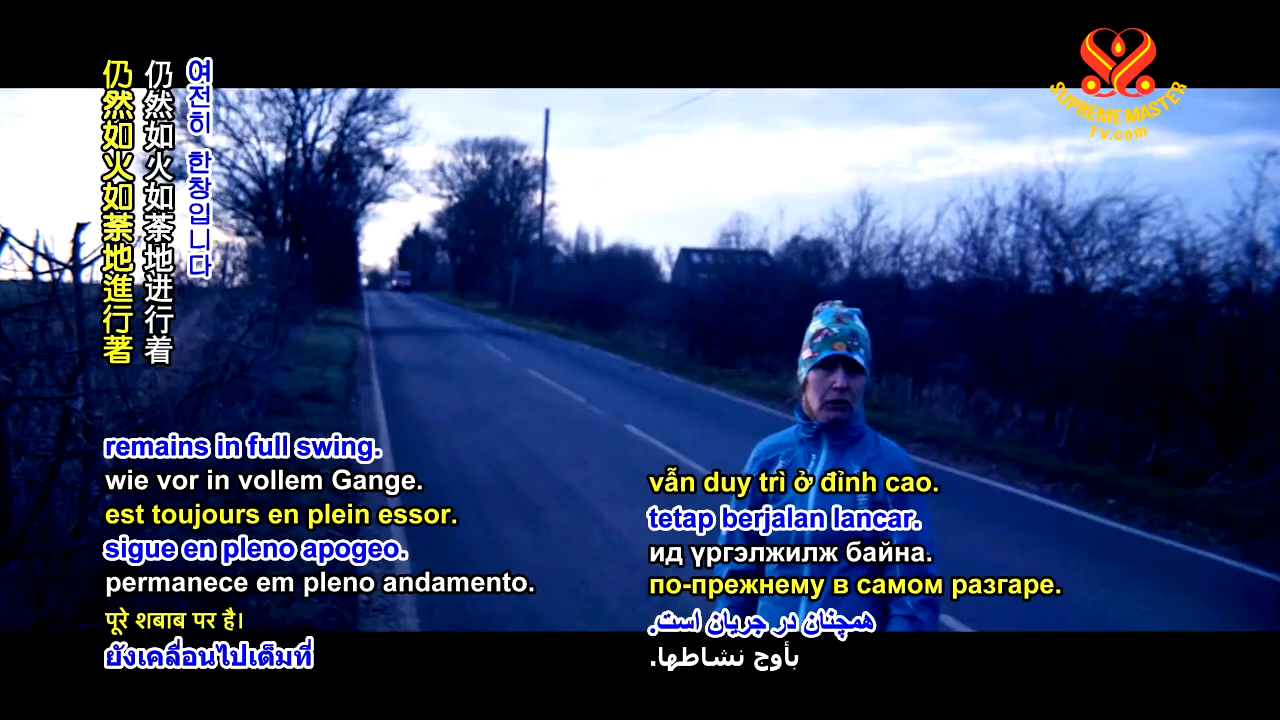 여전히 한창입니다
仍然如火如荼地进行着
仍然如火如荼地進行著
SUPREME MASTER
TV.com
remains in full swing.
wie vor in vollem Gange.
est toujours en plein essor.
sigue en pleno apogeo.
permanece em pleno andamento.
पूरे शबाब पर है।
ยังเคลื่อนไปเต็มที่
vẫn duy trì ở đỉnh cao.
tetap berjalan lancar.
ид үргэлжилж байна.
по-прежнему в самом разгаре.
همچنان در جریان است.
بأوج نشاطها.